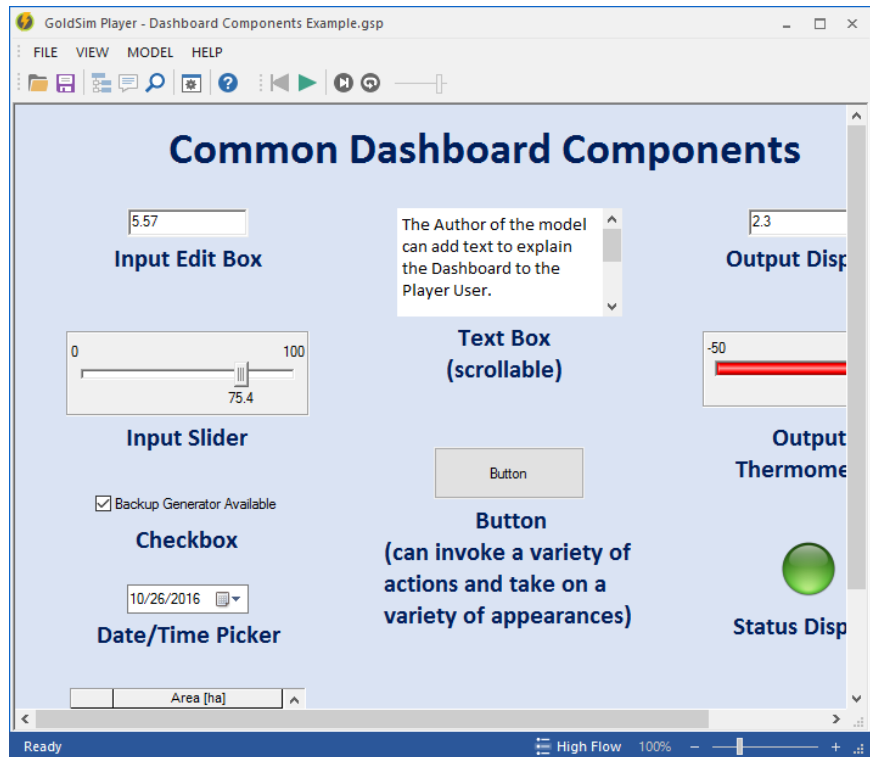 GoldSim Player - Dashboard Components Example.gsp
FILE VIEW MODEL HELP
Common Dashboard Components
5.57
Input Edit Box
The Author of the model
can add text to explain
the Dashboard to the
Player User.
Text Box
(scrollable)
2.3
Output Disp
0 100
75.4
Input Slider
-50
Output
Thermome
Backup Generator Available
Checkbox
Button
Button
(can invoke a variety of
actions and take on a
variety of appearances)
10/26/2016
Date/Time Picker
Status Disp
Area [ha]
Ready High Flow 100%